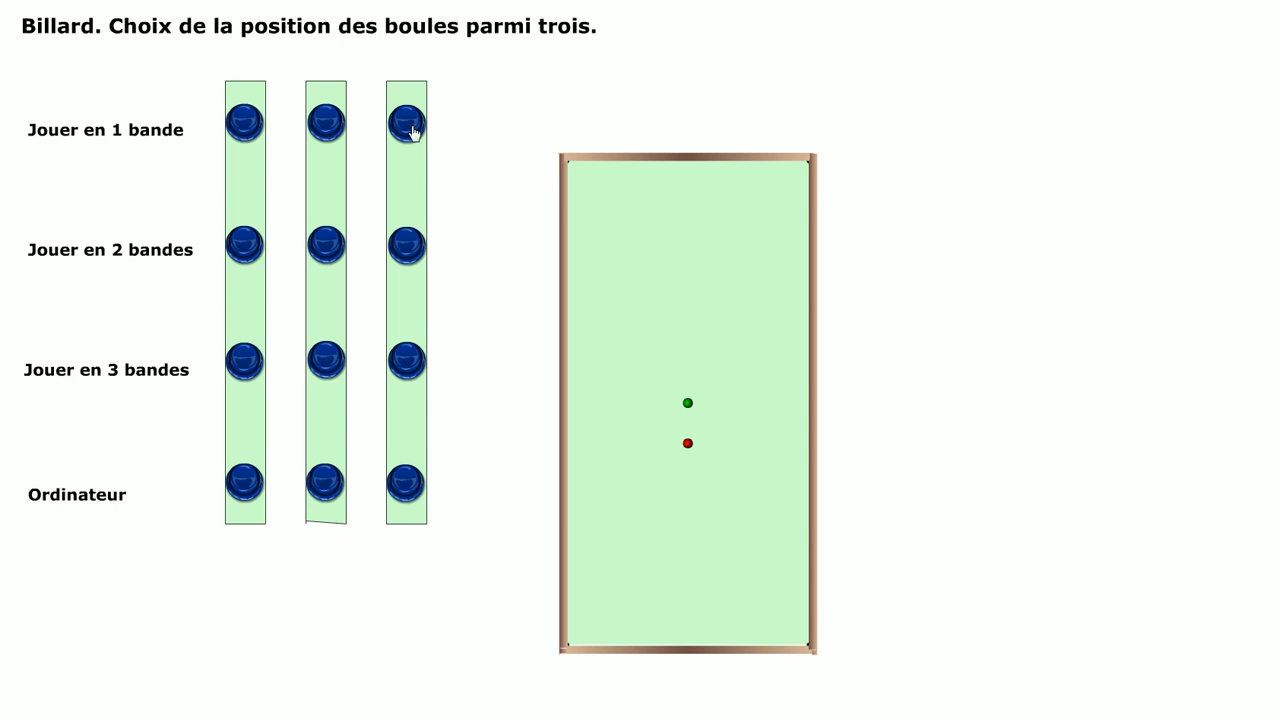 Billard. Choix de la position des boules parmi trois.
Jouer en 1 bande
Jouer en 2 bandes
Jouer en 3 bandes
Ordinateur